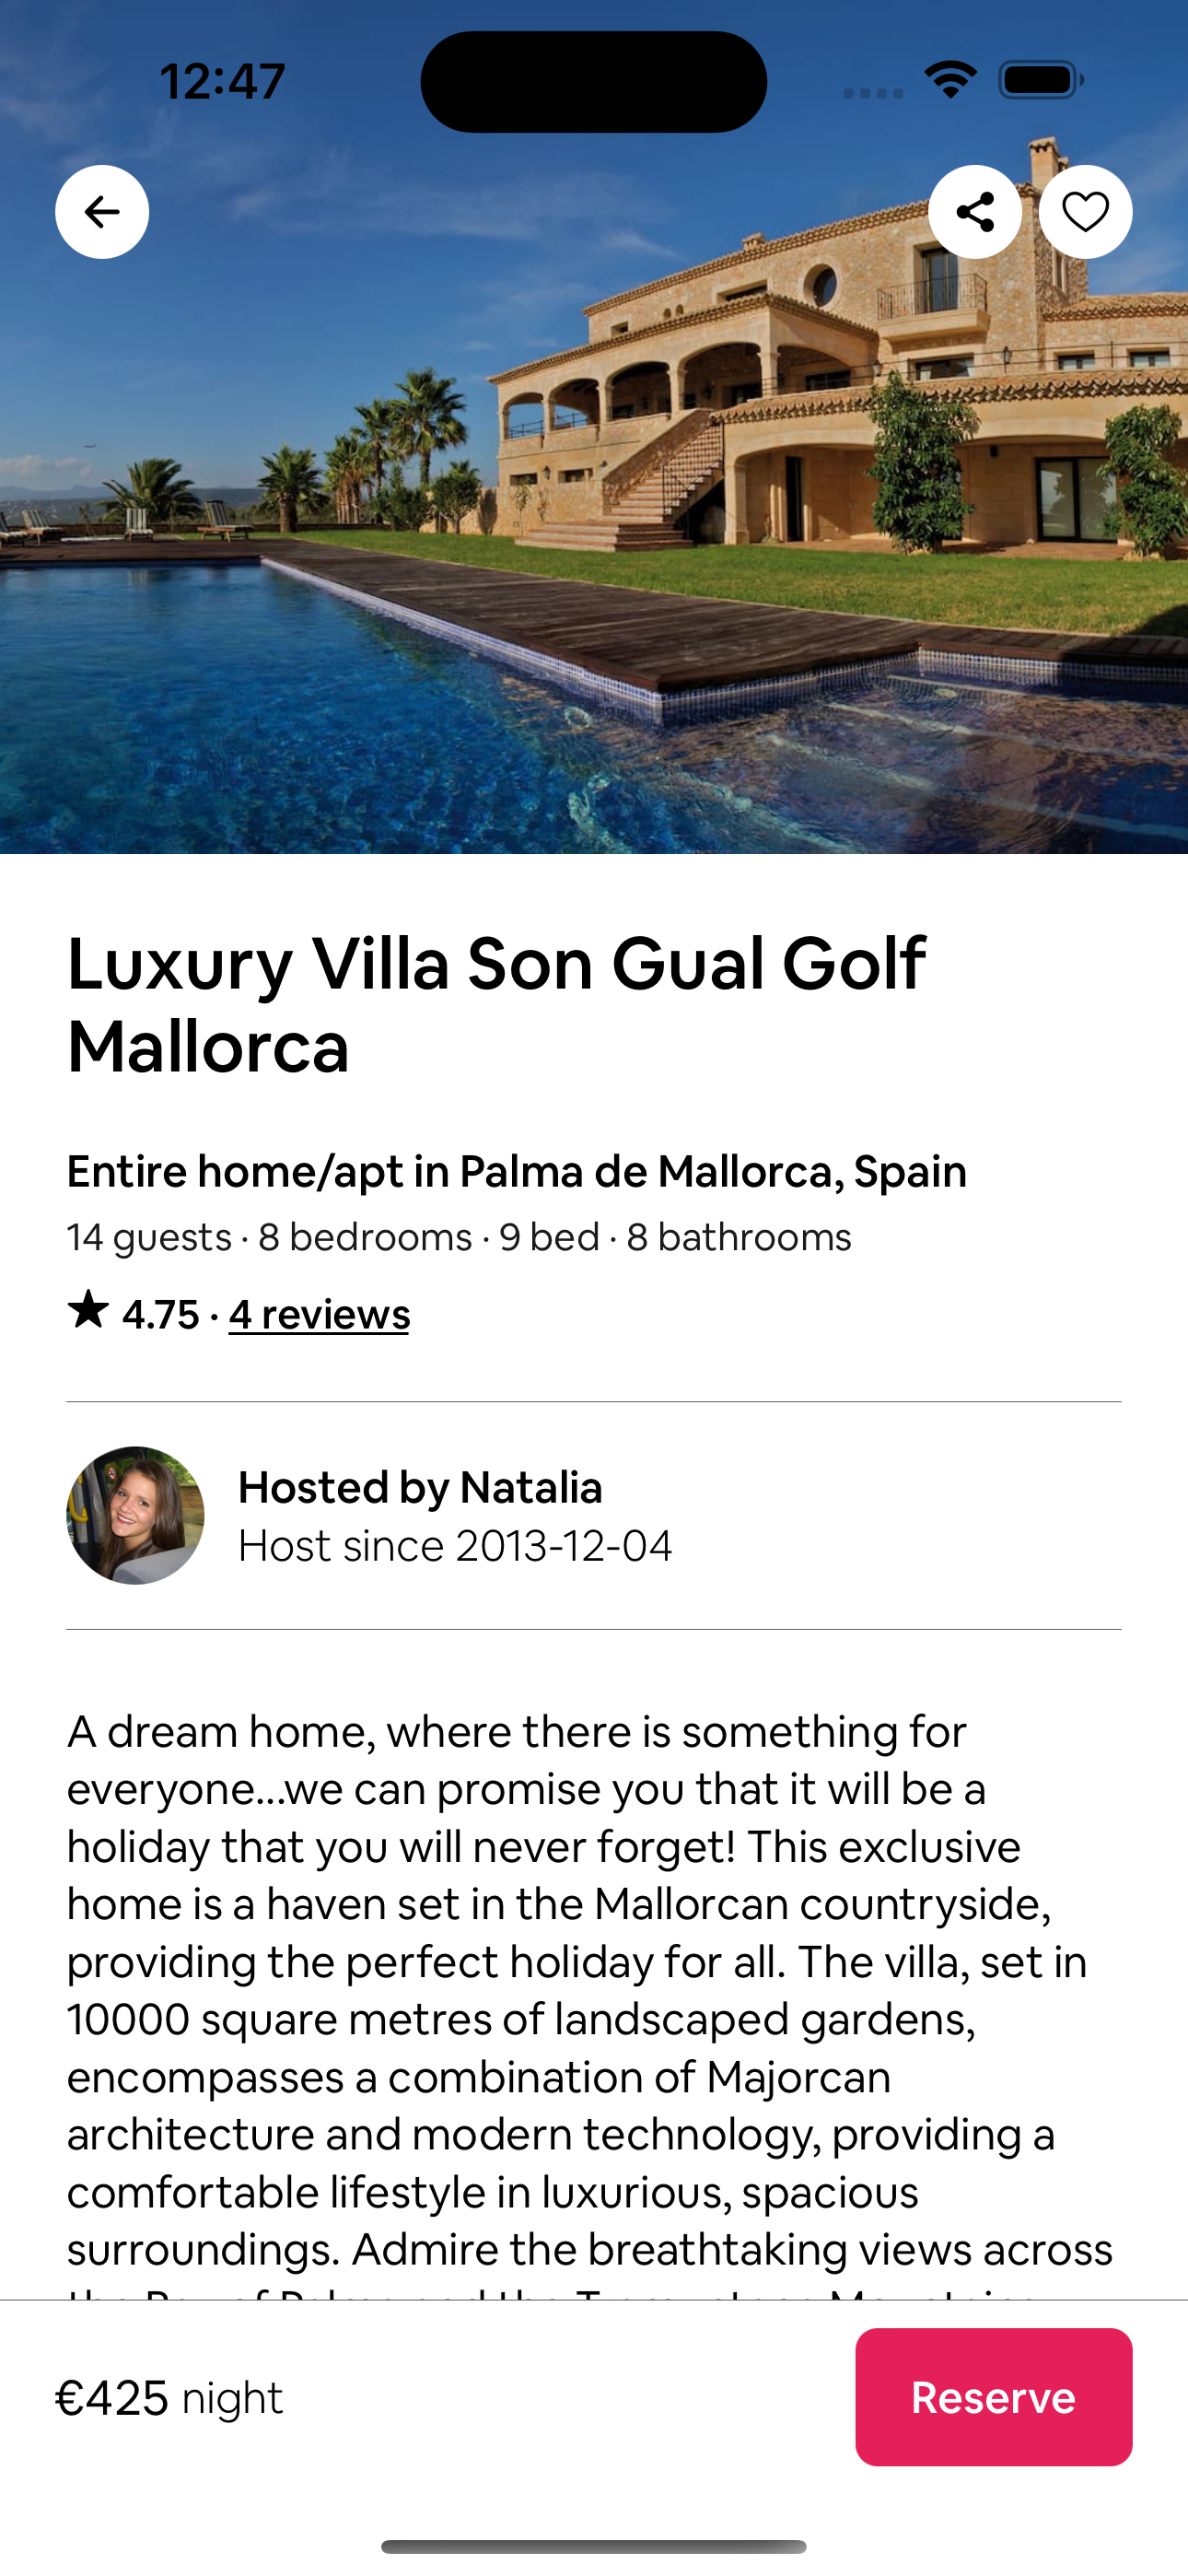 12:47
Luxury Villa Son Gual Golf
Mallorca
Entire home/apt in Palma de Mallorca, Spain
14 guests · 8 bedrooms · 9 bed · 8 bathrooms
4.75 · 4 reviews
Hosted by Natalia
Host since 2013-12-04
A dream home, where there is something for
everyone...we can promise you that it will be a
holiday that you will never forget! This exclusive
home is a haven set in the Mallorcan countryside,
providing the perfect holiday for all. The villa, set in
10000 square metres of landscaped gardens,
encompasses a combination of Majorcan
architecture and modern technology, providing a
comfortable lifestyle in luxurious, spacious
surroundings. Admire the breathtaking views across
€425 night
Reserve